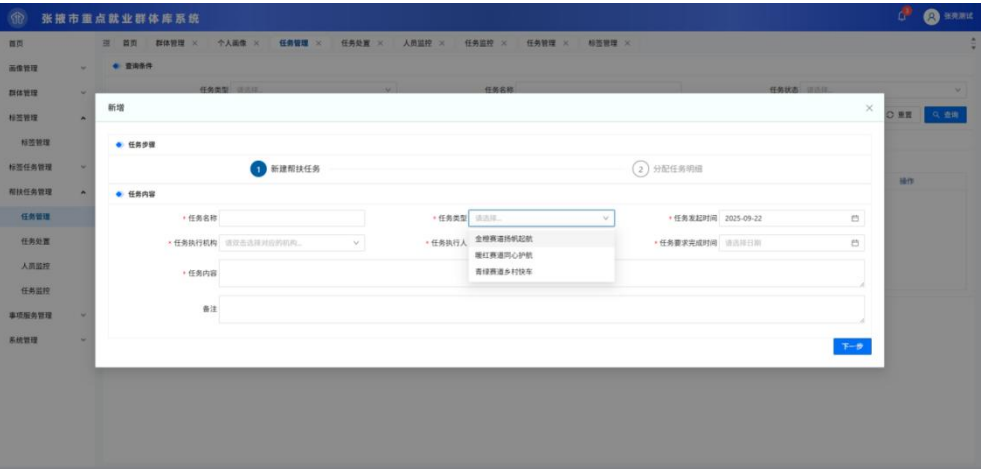 张掖市重点就业群体库系统
张亮测试
首页 群体管理 × 个人画像 × 任务管理 × 任务处置 × 人员监控 × 任务监控 × 任务管理 × 标签管理 ×
首页
画像管理
群体管理
标签管理
标签管理
标签任务管理
帮扶任务管理
任务管理
任务处置
人员监控
任务监控
事项服务管理
系统管理
查询条件
任务类型 请选择... 任务名称 任务状态 请选择...
重置 查询
操作
新增
任务步骤
1 新建帮扶任务 2 分配任务明细
任务内容
* 任务名称 * 任务类型 请选择... * 任务发起时间 2025-09-22
* 任务执行机构 请双击选择对应的机构... * 任务执行人 * 任务要求完成时间 请选择日期
金橙赛道扬帆起航
暖红赛道同心护航
青绿赛道乡村快车
* 任务内容
备注
下一步